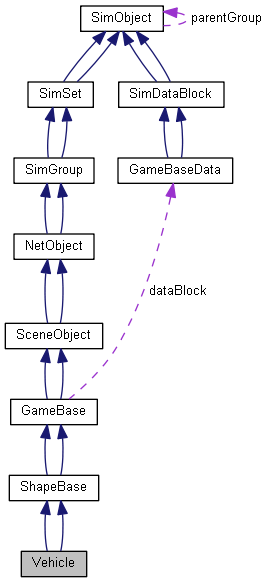 SimObject
parentGroup
SimSet
SimDataBlock
SimGroup
GameBaseData
NetObject
dataBlock
SceneObject
GameBase
ShapeBase
Vehicle